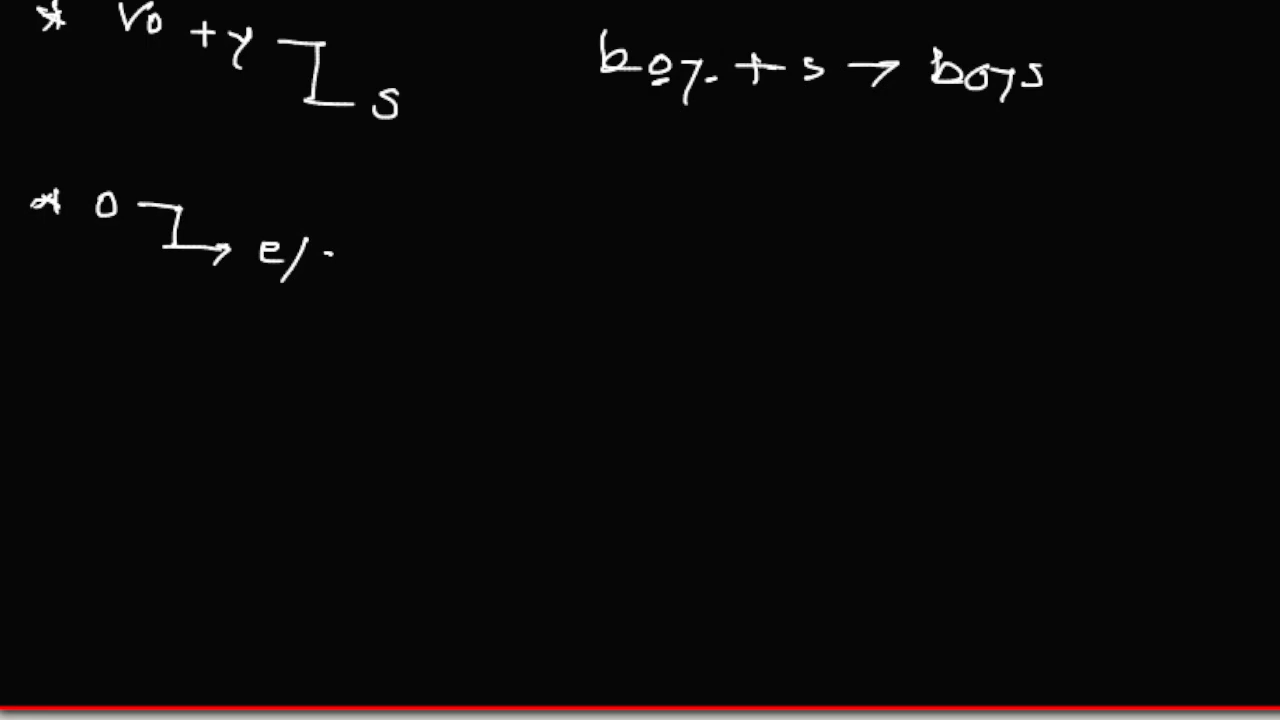 * Vo + y → s boy + s → boys
* o → e/